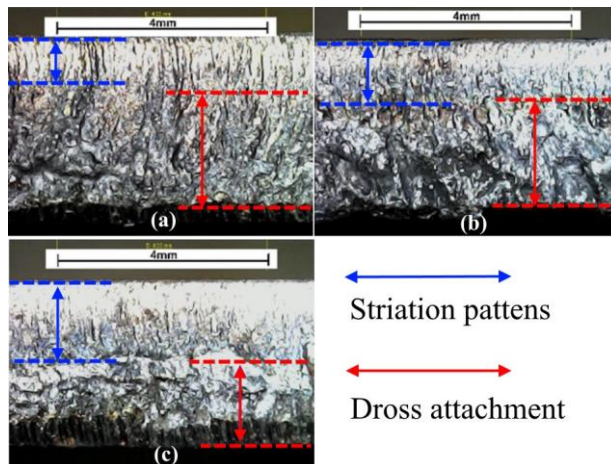 4mm
4mm
(a)
(b)
4mm
(c)
Striation pattens
Dross attachment